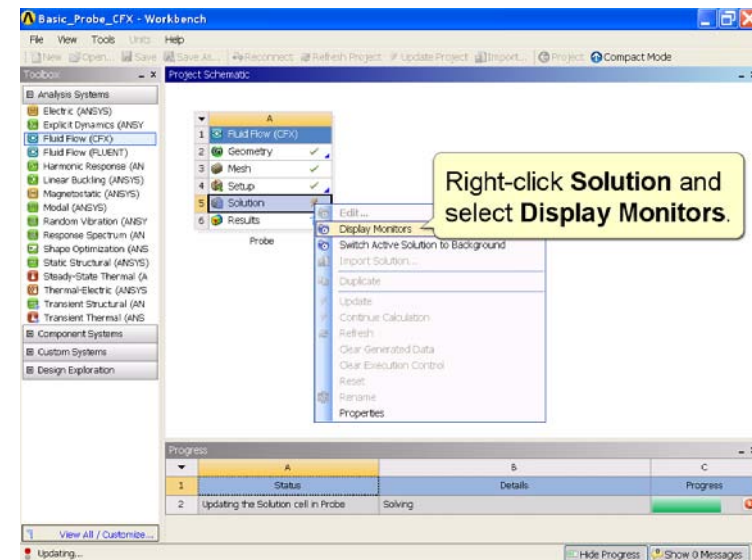 Basic_Probe_CFX - Workbench
File View Tools Units Help
New Open... Save Save As... Reconnect Refresh Project Update Project Import... Project Compact Mode
Toolbox
Analysis Systems
Electric (ANSYS)
Explicit Dynamics (ANSY
Fluid Flow (CFX)
Fluid Flow (FLUENT)
Harmonic Response (AN
Linear Buckling (ANSYS)
Magnetostatic (ANSYS)
Modal (ANSYS)
Random Vibration (ANSY
Response Spectrum (AN
Shape Optimization (ANS
Static Structural (ANSYS)
Steady-State Thermal (A
Thermal-Electric (ANSYS
Transient Structural (AN
Transient Thermal (ANS
Component Systems
Custom Systems
Design Exploration
View All / Customize...
Project Schematic
A
1 Fluid Flow (CFX)
2 Geometry
3 Mesh
4 Setup
5 Solution
6 Results
Probe
Edit...
Display Monitors
Switch Active Solution to Background
Import Solution...
Duplicate
Update
Continue Calculation
Refresh
Clear Generated Data
Clear Execution Control
Reset
Rename
Properties
Right-click Solution and
select Display Monitors.
Progress
A B C
1 Status Details Progress
2 Updating the Solution cell in Probe Solving
Updating...
Hide Progress Show 0 Messages